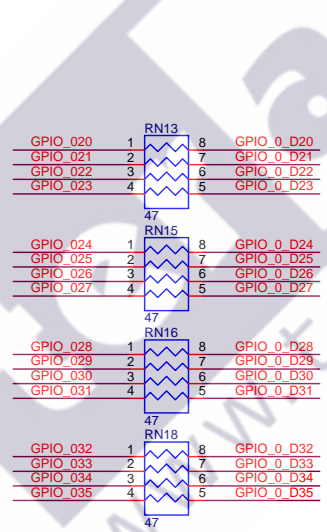 RN13
GPIO_020 1 8 GPIO_0_D20
GPIO_021 2 7 GPIO_0_D21
GPIO_022 3 6 GPIO_0_D22
GPIO_023 4 5 GPIO_0_D23
47
RN15
GPIO_024 1 8 GPIO_0_D24
GPIO_025 2 7 GPIO_0_D25
GPIO_026 3 6 GPIO_0_D26
GPIO_027 4 5 GPIO_0_D27
47
RN16
GPIO_028 1 8 GPIO_0_D28
GPIO_029 2 7 GPIO_0_D29
GPIO_030 3 6 GPIO_0_D30
GPIO_031 4 5 GPIO_0_D31
47
RN18
GPIO_032 1 8 GPIO_0_D32
GPIO_033 2 7 GPIO_0_D33
GPIO_034 3 6 GPIO_0_D34
GPIO_035 4 5 GPIO_0_D35
47